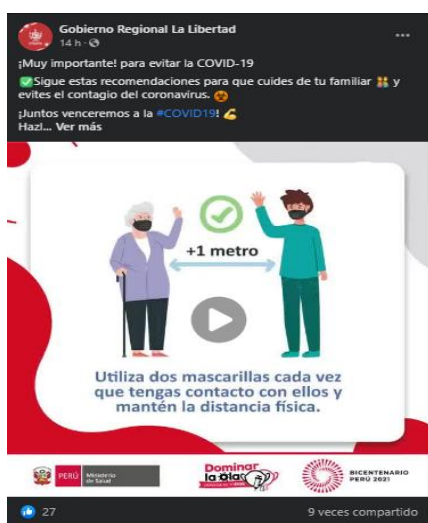 Gobierno Regional La Libertad
14 h ·
¡Muy importante! para evitar la COVID-19
Sigue estas recomendaciones para que cuides de tu familiar y
evites el contagio del coronavirus.
¡Juntos venceremos a la #COVID19!
Hazl... Ver más
+1 metro
Utiliza dos mascarillas cada vez
que tengas contacto con ellos y
mantén la distancia física.
PERÚ Ministerio
de Salud
Dominar
la ola
BICENTENARIO
PERÚ 2021
27
9 veces compartido